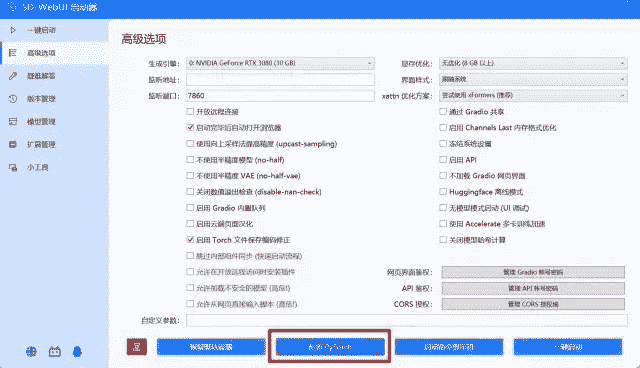 SD-WebUI 启动器
一键启动
高级选项
疑难解答
版本管理
模型管理
扩展管理
小工具
高级选项
生成引擎: 0: NVIDIA GeForce RTX 3080 (10 GB)
显存优化: 无优化 (8 GB 以上)
监听地址:
界面样式: 跟随系统
监听端口: 7860
xattn 优化方案: 尝试使用 xFormers (推荐)
开放远程连接
通过 Gradio 共享
启动完毕后自动打开浏览器
启用 Channels Last 内存格式优化
使用向上采样法提高精度 (upcast-sampling)
冻结系统设置
不使用半精度模型 (no-half)
启用 API
不使用半精度 VAE (no-half-vae)
不加载 Gradio 网页界面
关闭数值溢出检查 (disable-nan-check)
Huggingface 离线模式
启用 Gradio 内置队列
无模型模式启动 (UI 调试)
启用云端页面汉化
使用 Accelerate 多卡训练加速
启用 Torch 文件保存编码修正
关闭模型哈希计算
跳过内部组件同步 (快速启动流程)
允许在开放远程访问时安装插件
网页界面鉴权: 管理 Gradio 帐号密码
允许加载不安全的模型 (高危!)
API 鉴权: 管理 API 帐号密码
允许从网页直接输入脚本 (高危!)
CORS 授权: 管理 CORS 授权端
自定义参数:
一键启动